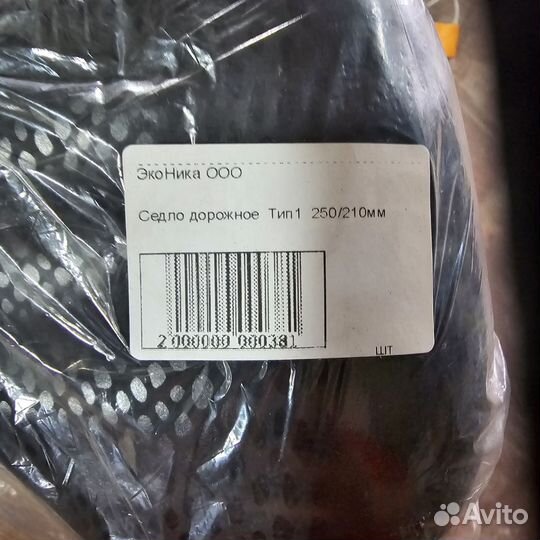 ЭкоНика ООО
Седло дорожное Тип1 250/210мм
2 000000 000381
шт
Avito